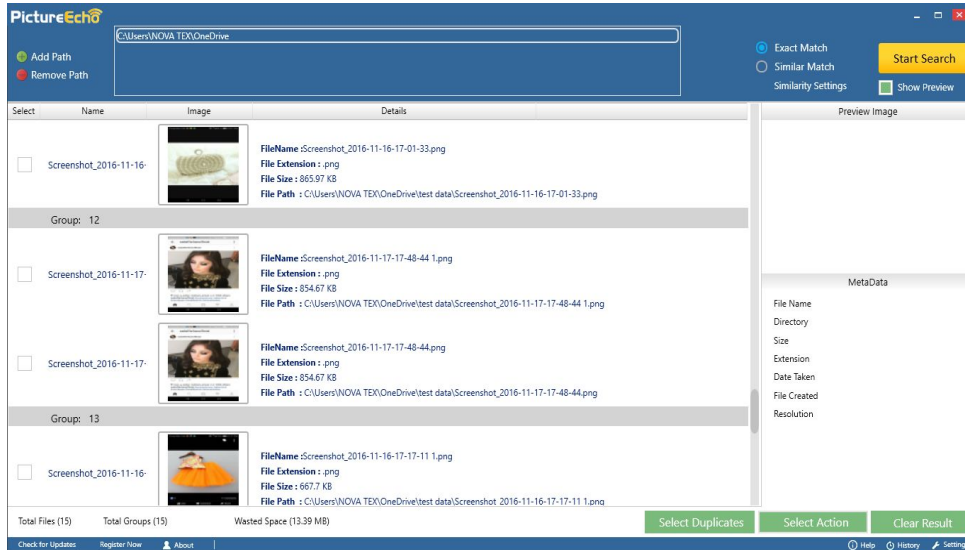 PictureEcho
C:\Users\NOVA TEX\OneDrive
Add Path
Remove Path
Exact Match
Similar Match
Similarity Settings
Start Search
Show Preview
Select Name Image Details
Screenshot_2016-11-16-
FileName :Screenshot_2016-11-16-17-01-33.png
File Extension : .png
File Size : 865.97 KB
File Path : C:\Users\NOVA TEX\OneDrive\test data\Screenshot_2016-11-16-17-01-33.png
Group: 12
Screenshot_2016-11-17-
FileName :Screenshot_2016-11-17-17-48-44 1.png
File Extension : .png
File Size : 854.67 KB
File Path : C:\Users\NOVA TEX\OneDrive\test data\Screenshot_2016-11-17-17-48-44 1.png
Screenshot_2016-11-17-
FileName :Screenshot_2016-11-17-17-48-44.png
File Extension : .png
File Size : 854.67 KB
File Path : C:\Users\NOVA TEX\OneDrive\test data\Screenshot_2016-11-17-17-48-44.png
Group: 13
Screenshot_2016-11-16-
FileName :Screenshot_2016-11-16-17-17-11 1.png
File Extension : .png
File Size : 667.7 KB
File Path : C:\Users\NOVA TEX\OneDrive\test data\Screenshot_2016-11-16-17-17-11 1.png
Preview Image
MetaData
File Name
Directory
Size
Extension
Date Taken
File Created
Resolution
Total Files (15) Total Groups (15) Wasted Space (13.39 MB)
Select Duplicates Select Action Clear Result
Check for Updates Register Now About Help History Setting